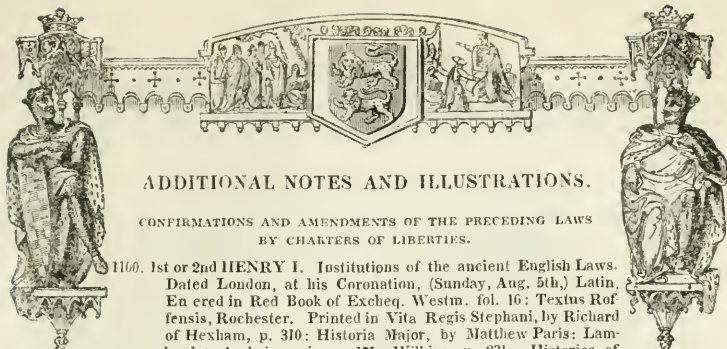 ADDITIONAL NOTES AND ILLUSTRATIONS.
CONFIRMATIONS AND AMENDMENTS OF THE PRECEDING LAWS
BY CHARTERS OF LIBERTIES.
1100. 1st or 2nd HENRY I. Institutions of the ancient English Laws.
Dated London, at his Coronation, (Sunday, Aug. 5th,) Latin.
En ered in Red Book of Excheq. Westm. fol. 16: Textus Rof-
fensis, Rochester. Printed in Vita Regis Stephani, by Richard
of Hexham, p. 310: Historia Major, by Matthew Paris: Lam-